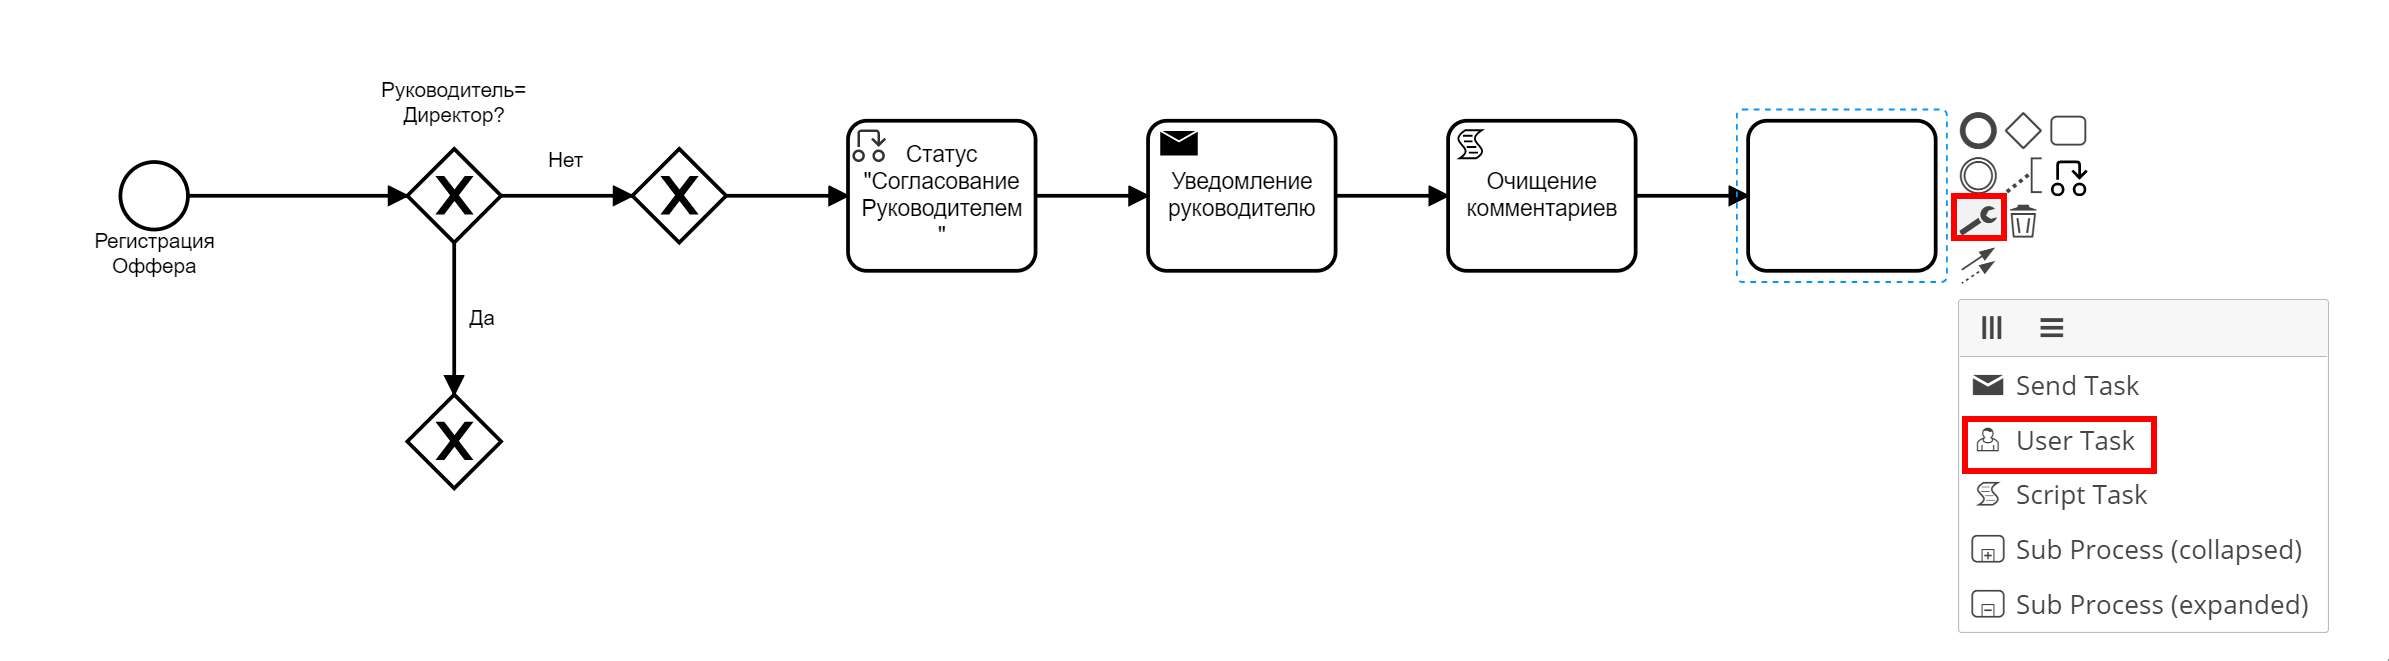 Руководитель=
Директор?
Нет
Регистрация
Оффера
Да
Статус
"Согласование
Руководителем
"
Уведомление
руководителю
Очищение
комментариев
Send Task
User Task
Script Task
Sub Process (collapsed)
Sub Process (expanded)